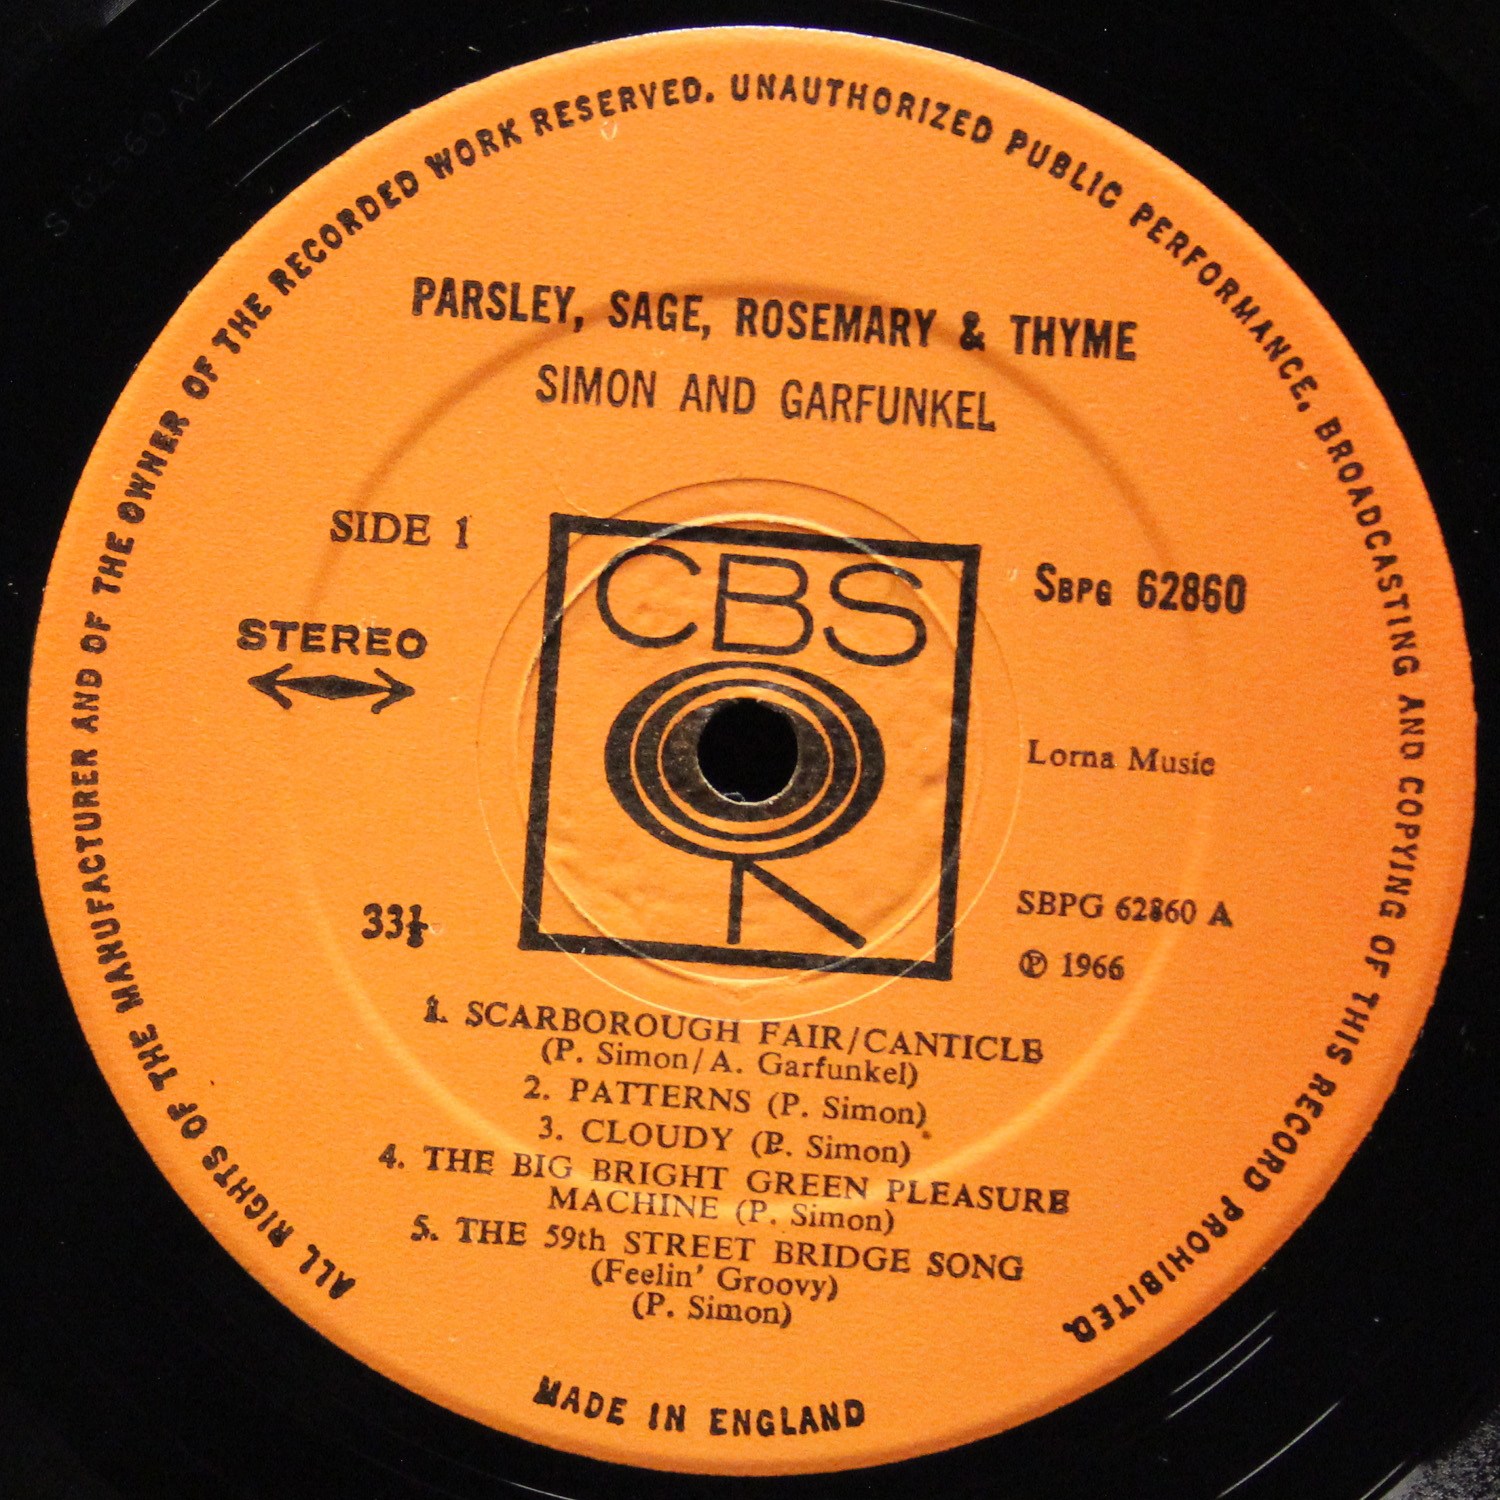 ALL RIGHTS OF THE MANUFACTURER AND OF THE OWNER OF THE RECORDED WORK RESERVED. UNAUTHORIZED PUBLIC PERFORMANCE, BROADCASTING AND COPYING OF THIS RECORD PROHIBITED.
PARSLEY, SAGE, ROSEMARY & THYME
SIMON AND GARFUNKEL
SIDE 1
STEREO
33⅓
CBS
SBPG 62860
Lorna Music
SBPG 62860 A
℗ 1966
1. SCARBOROUGH FAIR/CANTICLE
(P. Simon/A. Garfunkel)
2. PATTERNS (P. Simon)
3. CLOUDY (P. Simon)
4. THE BIG BRIGHT GREEN PLEASURE
MACHINE (P. Simon)
5. THE 59th STREET BRIDGE SONG
(Feelin' Groovy)
(P. Simon)
MADE IN ENGLAND